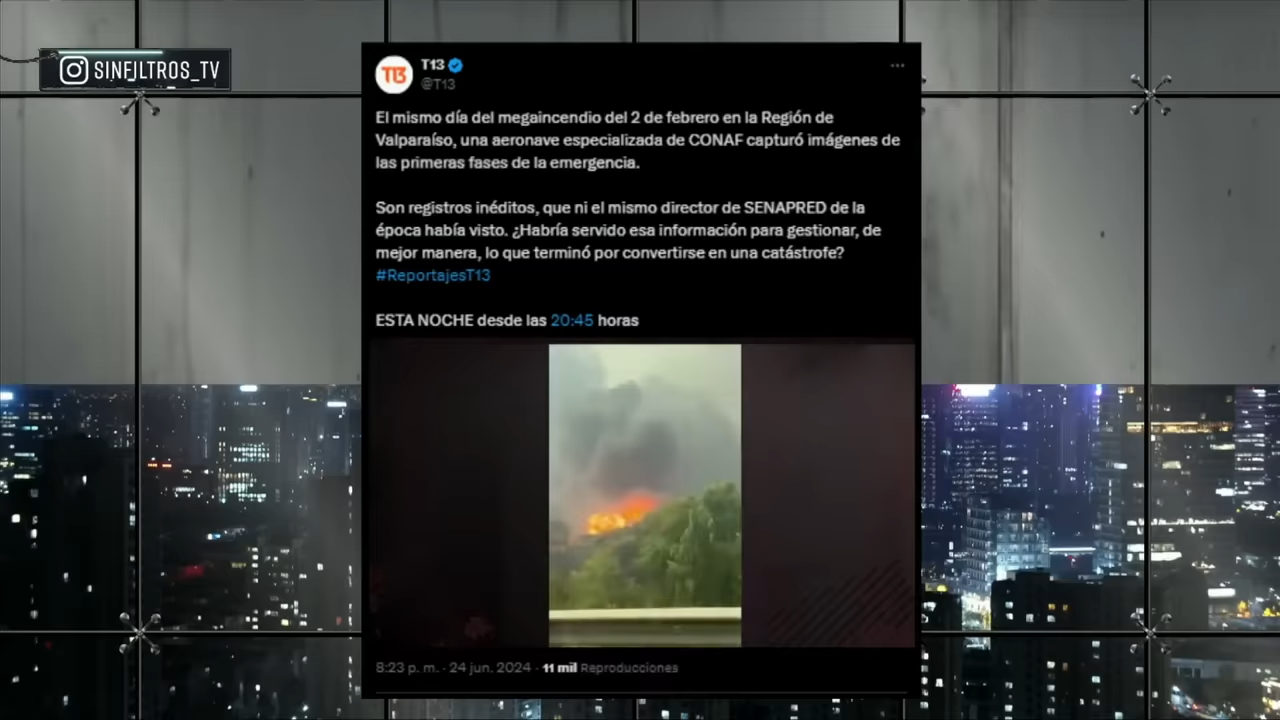 SINFILTROS_TV
T13
T13
@T13
El mismo día del megaincendio del 2 de febrero en la Región de
Valparaíso, una aeronave especializada de CONAF capturó imágenes de
las primeras fases de la emergencia.
Son registros inéditos, que ni el mismo director de SENAPRED de la
época había visto. ¿Habría servido esa información para gestionar, de
mejor manera, lo que terminó por convertirse en una catástrofe?
#ReportajesT13
ESTA NOCHE desde las 20:45 horas
8:23 p. m. · 24 jun. 2024 · 11 mil Reproducciones